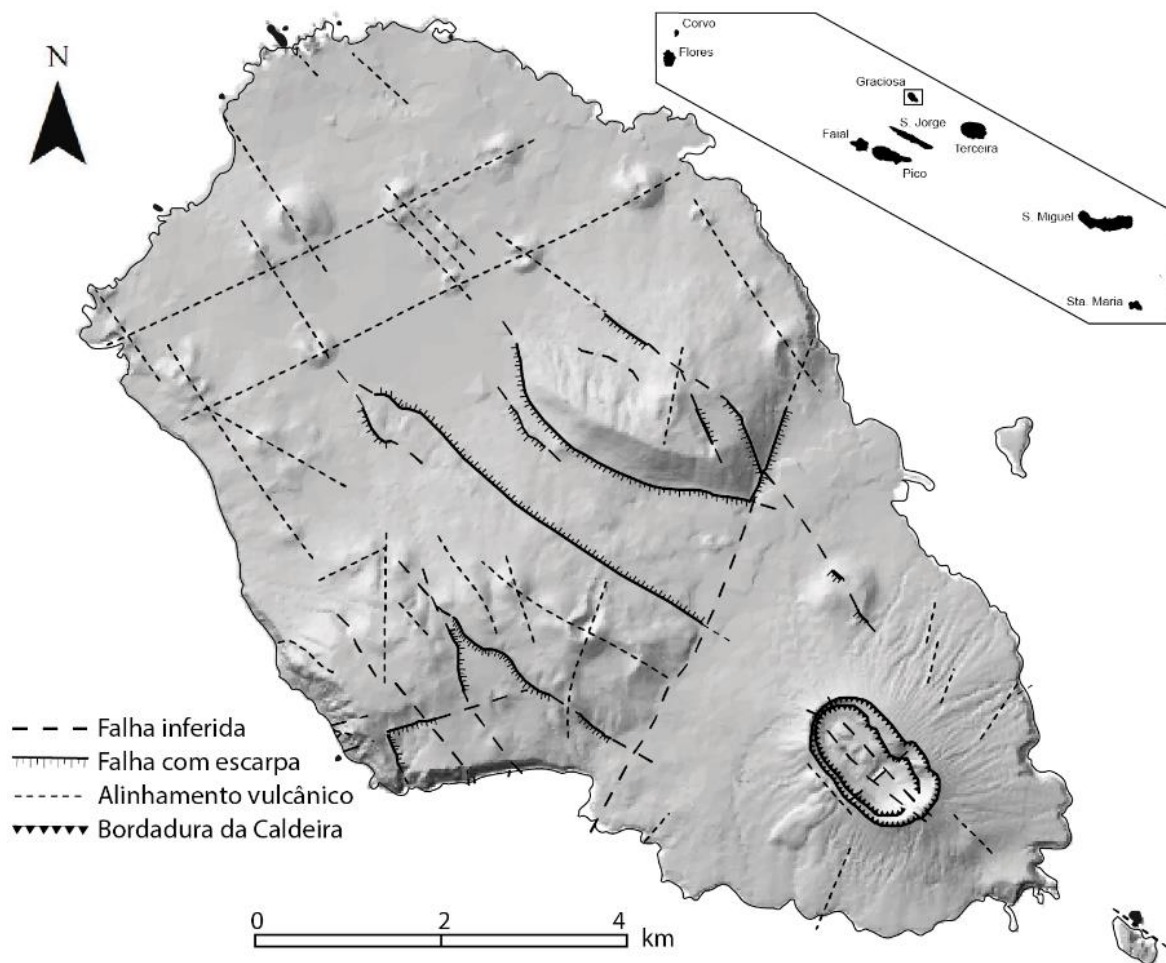 N
Corvo
Flores
Graciosa
S. Jorge
Faial
Terceira
Pico
S. Miguel
Sta. Maria
Falha inferida
Falha com escarpa
Alinhamento vulcânico
Bordadura da Caldeira
0 2 4
km